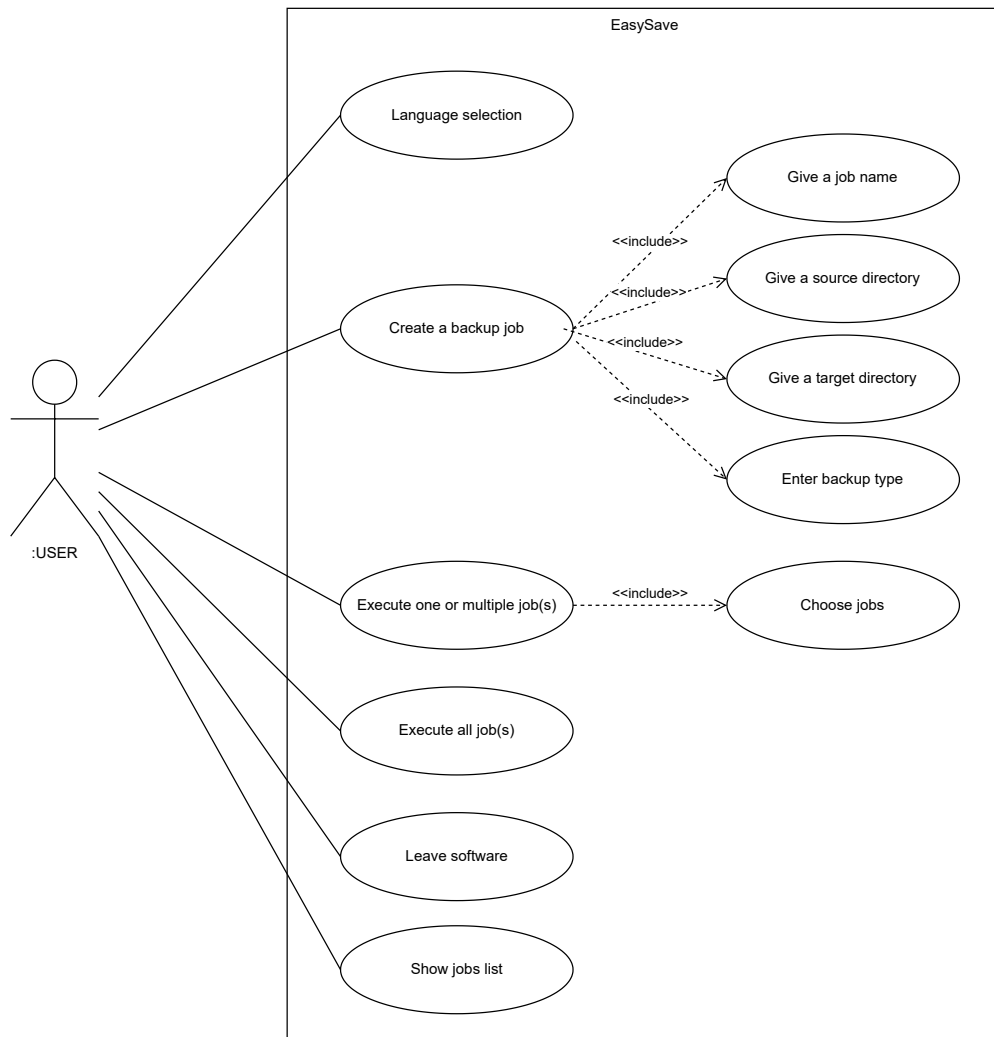 EasySave
Language selection
Give a job name
<<include>>
Give a source directory
<<include>>
Create a backup job
<<include>>
Give a target directory
<<include>>
Enter backup type
:USER
Execute one or multiple job(s)
<<include>>
Choose jobs
Execute all job(s)
Leave software
Show jobs list